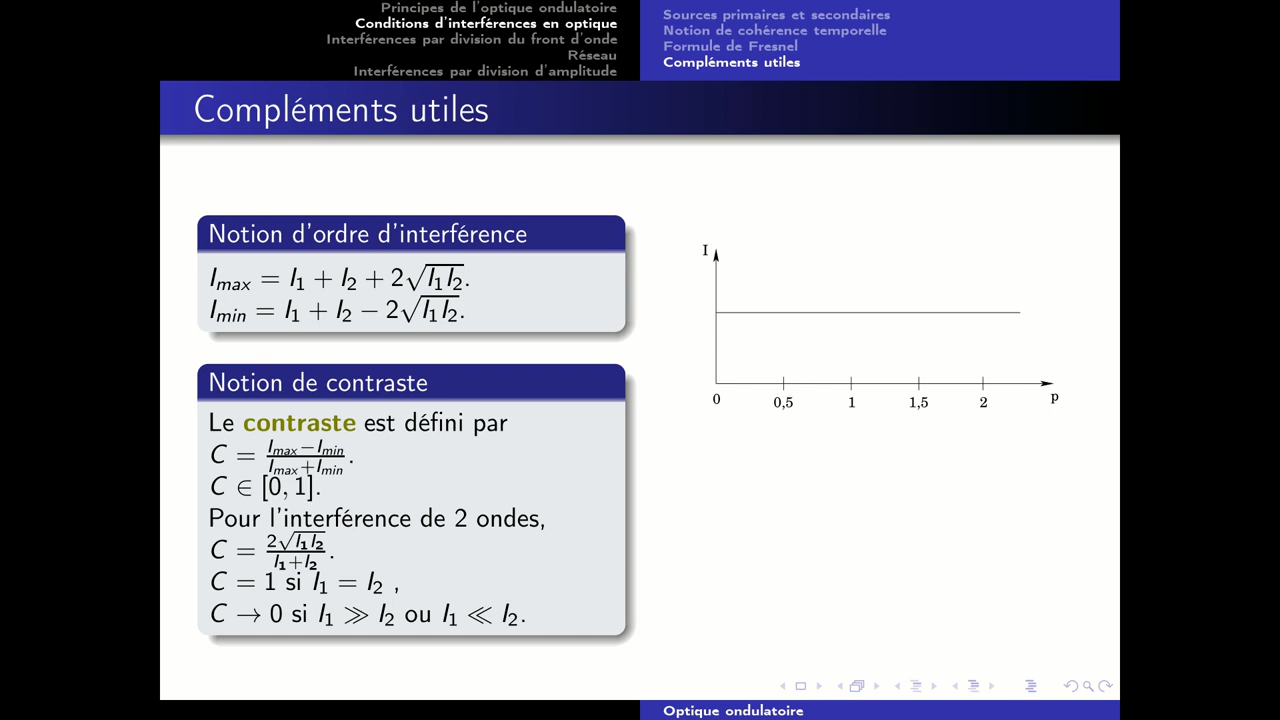 Principes de l'optique ondulatoire
Conditions d'interférences en optique
Interférences par division du front d'onde
Réseau
Interférences par division d'amplitude
Sources primaires et secondaires
Notion de cohérence temporelle
Formule de Fresnel
Compléments utiles
Compléments utiles
Notion d'ordre d'interférence
I_max = I_1 + I_2 + 2√(I_1 I_2).
I_min = I_1 + I_2 − 2√(I_1 I_2).
Notion de contraste
Le contraste est défini par
C = (I_max − I_min)/(I_max + I_min).
C ∈ [0, 1].
Pour l'interférence de 2 ondes,
C = 2√(I_1 I_2)/(I_1 + I_2).
C = 1 si I_1 = I_2 ,
C → 0 si I_1 ≫ I_2 ou I_1 ≪ I_2.
I
0 0,5 1 1,5 2 p
Optique ondulatoire